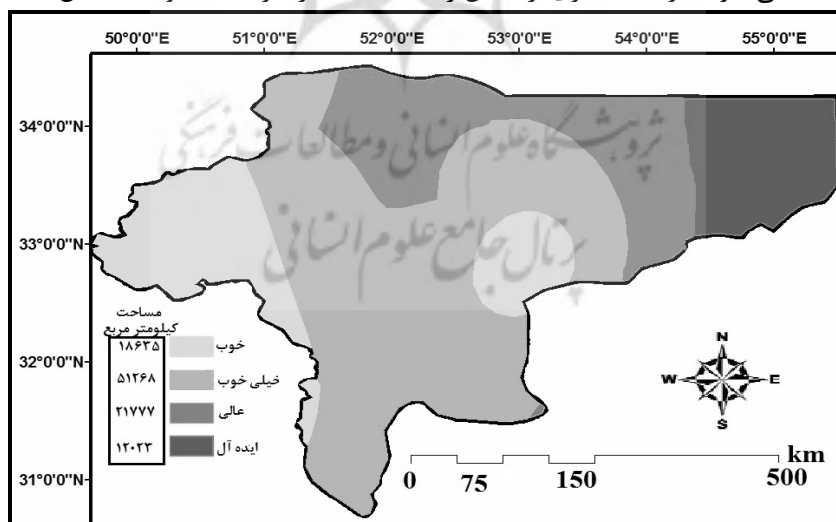 50°0'0"E 51°0'0"E 52°0'0"E 53°0'0"E 54°0'0"E 55°0'0"E
34°0'0"N
پژوهشگاه علوم انسانی و مطالعات فرهنگی
33°0'0"N
پرتال جامع علوم انسانی
مساحت
کیلومتر مربع
خوب ۱۸۶۳۵
خیلی خوب ۵۱۲۶۸
عالی ۲۱۷۷۷
ایده آل ۱۲۰۲۳
32°0'0"N
31°0'0"N
N
W E
S
km
0 75 150 500